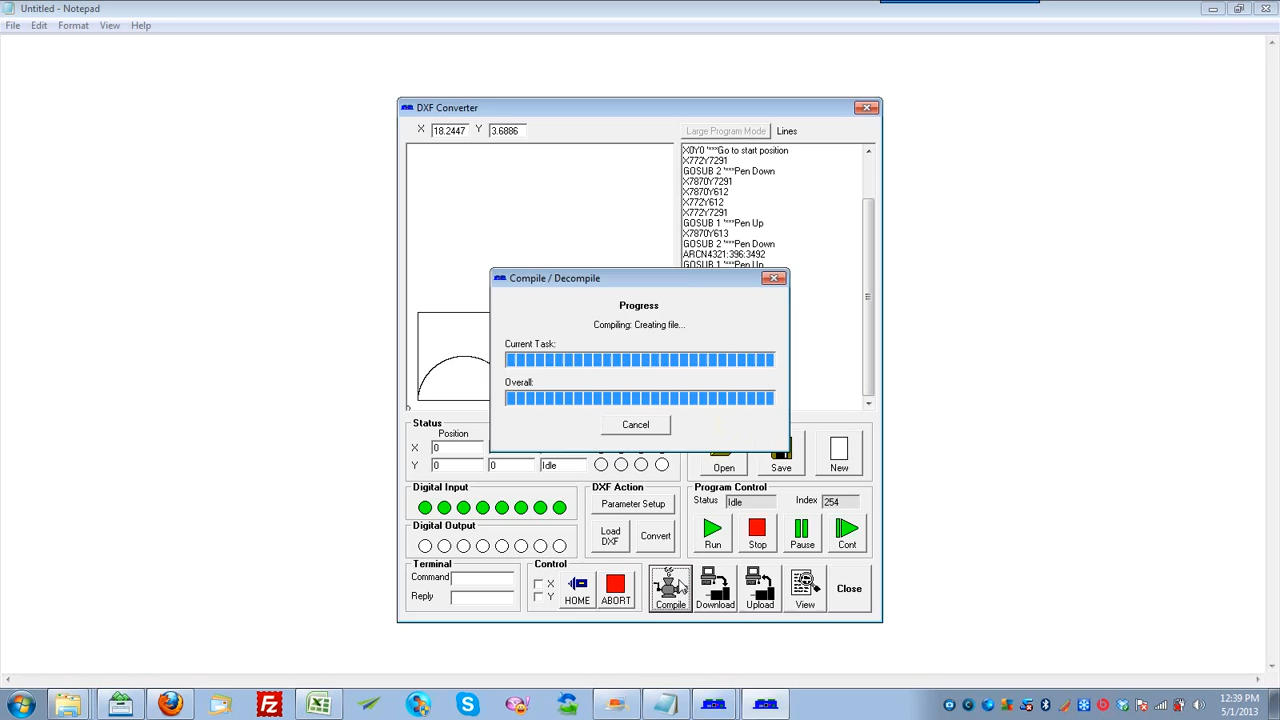 Untitled - Notepad
File Edit Format View Help
DXF Converter
X 18.2447 Y 3.6886 Large Program Mode Lines
X0Y0 '***Go to start position
X772Y7291
GOSUB 2 '***Pen Down
X7870Y7291
X7870Y612
X772Y612
X772Y7291
GOSUB 1 '***Pen Up
X7870Y613
GOSUB 2 '***Pen Down
ARCN4321:396:3492
GOSUB 1 '***Pen Up
Compile / Decompile
Progress
Compiling: Creating file...
Current Task:
Overall:
Cancel
Status
Position
X 0
Y 0 0 Idle
Open Save New
Digital Input
Digital Output
DXF Action
Parameter Setup
Load DXF
Convert
Program Control
Status Idle Index 254
Run Stop Pause Cont
Terminal
Command
Reply
Control
X
Y
HOME ABORT
Compile Download Upload View Close
12:39 PM
5/1/2013